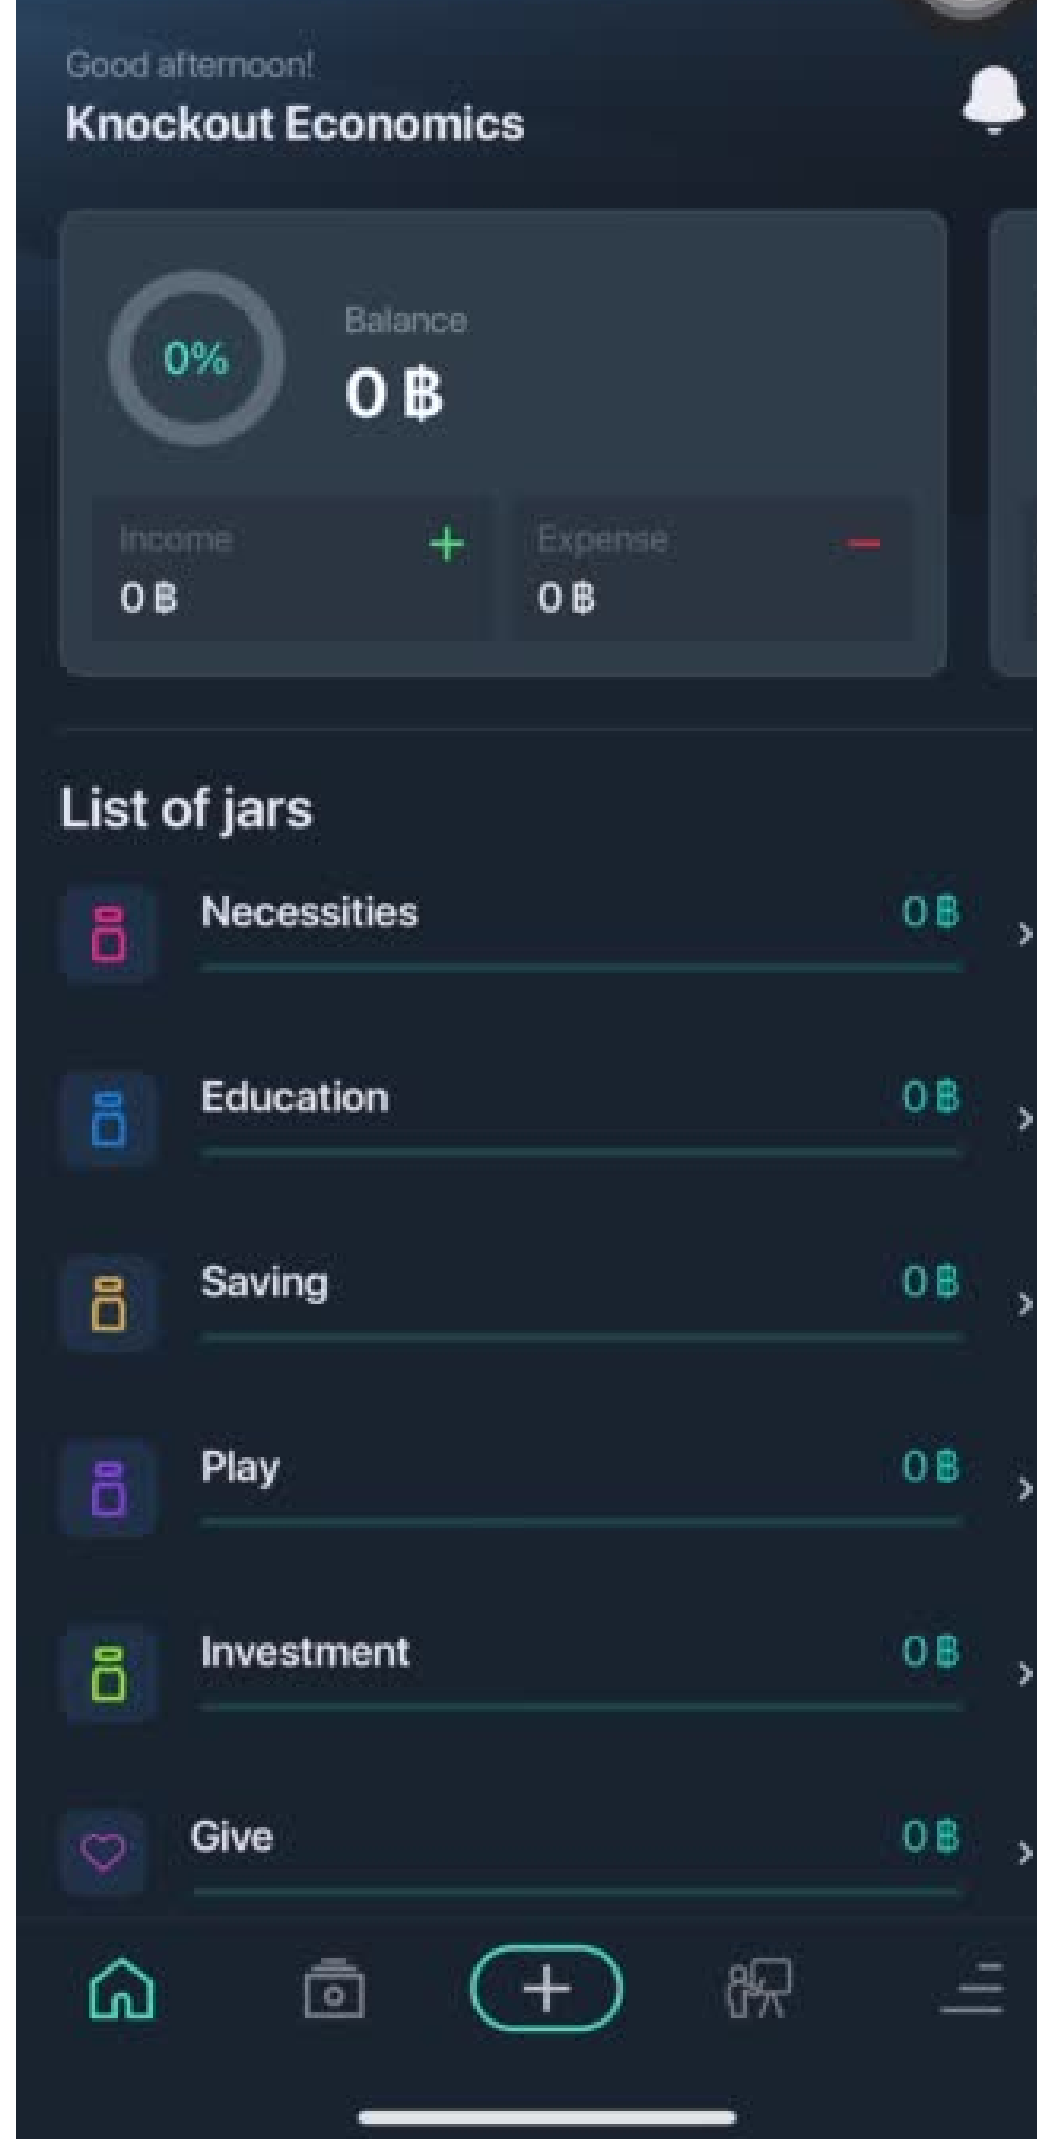 Good afternoon!
Knockout Economics
0%
Balance
0 ฿
Income
0 ฿
Expense
0 ฿
List of jars
Necessities 0 ฿
Education 0 ฿
Saving 0 ฿
Play 0 ฿
Investment 0 ฿
Give 0 ฿